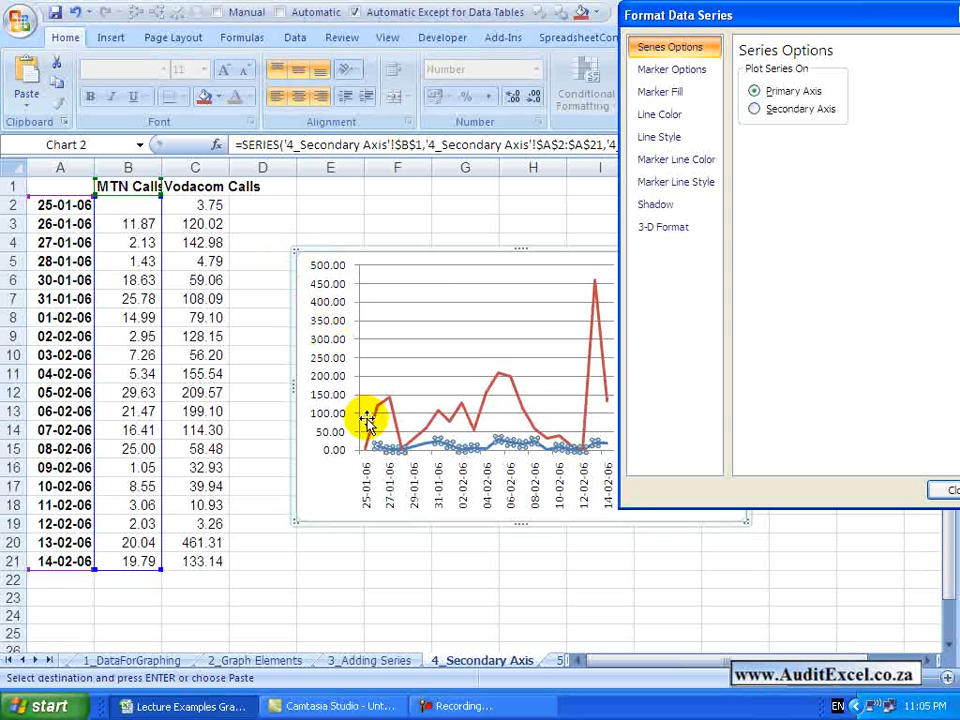 Manual
Automatic
Automatic Except for Data Tables
Format Data Series
Home
Insert
Page Layout
Formulas
Data
Review
View
Developer
Add-Ins
SpreadsheetCon
Paste
11
A
A
B
I
U
A
Number
%
Conditional
Formatting
Clipboard
Font
Alignment
Number
Chart 2
fx
=SERIES('4_Secondary Axis'!$B$1,'4_Secondary Axis'!$A$2:$A$21,'4_
Series Options
Marker Options
Marker Fill
Line Color
Line Style
Marker Line Color
Marker Line Style
Shadow
3-D Format
Series Options
Plot Series On
Primary Axis
Secondary Axis
Clo
A B C D E F G H I
1 MTN Calls Vodacom Calls
2 25-01-06 3.75
3 26-01-06 11.87 120.02
4 27-01-06 2.13 142.98
5 28-01-06 1.43 4.79
6 30-01-06 18.63 59.06
7 31-01-06 25.78 108.09
8 01-02-06 14.99 79.10
9 02-02-06 2.95 128.15
10 03-02-06 7.26 56.20
11 04-02-06 5.34 155.54
12 05-02-06 29.63 209.57
13 06-02-06 21.47 199.10
14 07-02-06 16.41 114.30
15 08-02-06 25.00 58.48
16 09-02-06 1.05 32.93
17 10-02-06 8.55 39.94
18 11-02-06 3.06 10.93
19 12-02-06 2.03 3.26
20 13-02-06 20.04 461.31
21 14-02-06 19.79 133.14
22
23
24
25
26
500.00
450.00
400.00
350.00
300.00
250.00
200.00
150.00
100.00
50.00
0.00
25-01-06
27-01-06
29-01-06
31-01-06
02-02-06
04-02-06
06-02-06
08-02-06
10-02-06
12-02-06
14-02-06
1_DataForGraphing
2_Graph Elements
3_Adding Series
4_Secondary Axis
5
Select destination and press ENTER or choose Paste
www.AuditExcel.co.za
start
Lecture Examples Gra...
Camtasia Studio - Unt...
Recording...
EN
11:05 PM